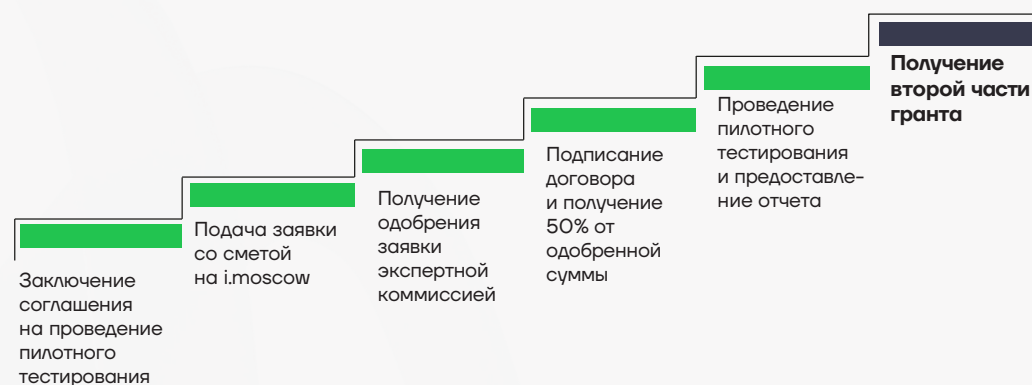 Заключение
соглашения
на проведение
пилотного
тестирования
Подача заявки
со сметой
на i.moscow
Получение
одобрения
заявки
экспертной
коммиссией
Подписание
договора
и получение
50% от
одобренной
суммы
Проведение
пилотного
тестирования
и предоставле-
ние отчета
Получение
второй части
гранта